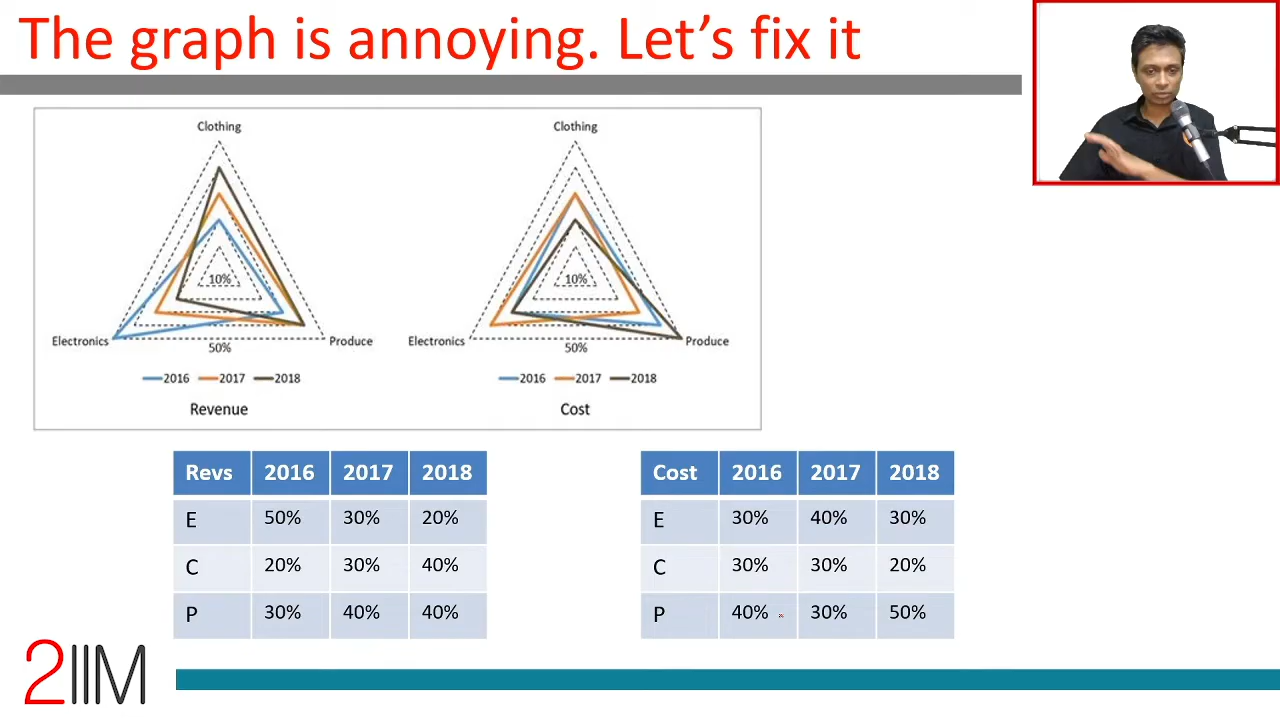 The graph is annoying. Let's fix it
Clothing
10%
Electronics
Produce
50%
2016 2017 2018
Revenue
Clothing
10%
Electronics
Produce
50%
2016 2017 2018
Cost
Revs 2016 2017 2018
E 50% 30% 20%
C 20% 30% 40%
P 30% 40% 40%
Cost 2016 2017 2018
E 30% 40% 30%
C 30% 30% 20%
P 40% 30% 50%
2IIM